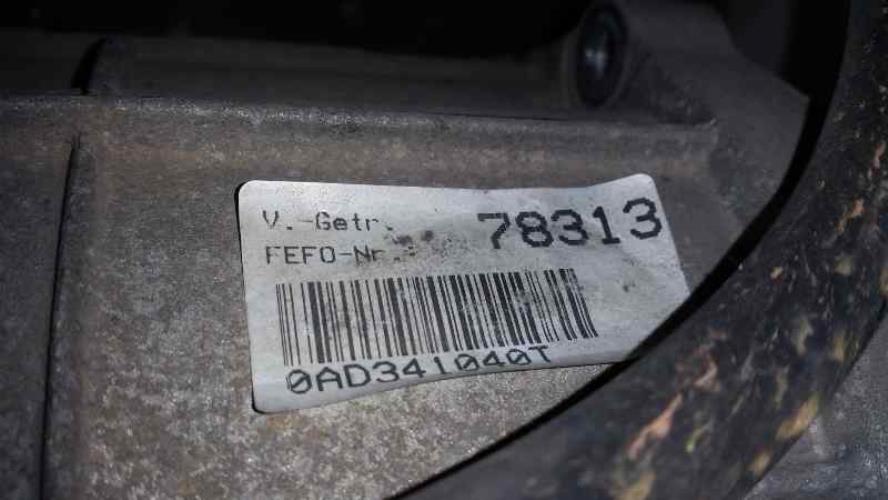 V.-Getr. 78313
FEFO-Nr.:
0AD341040T